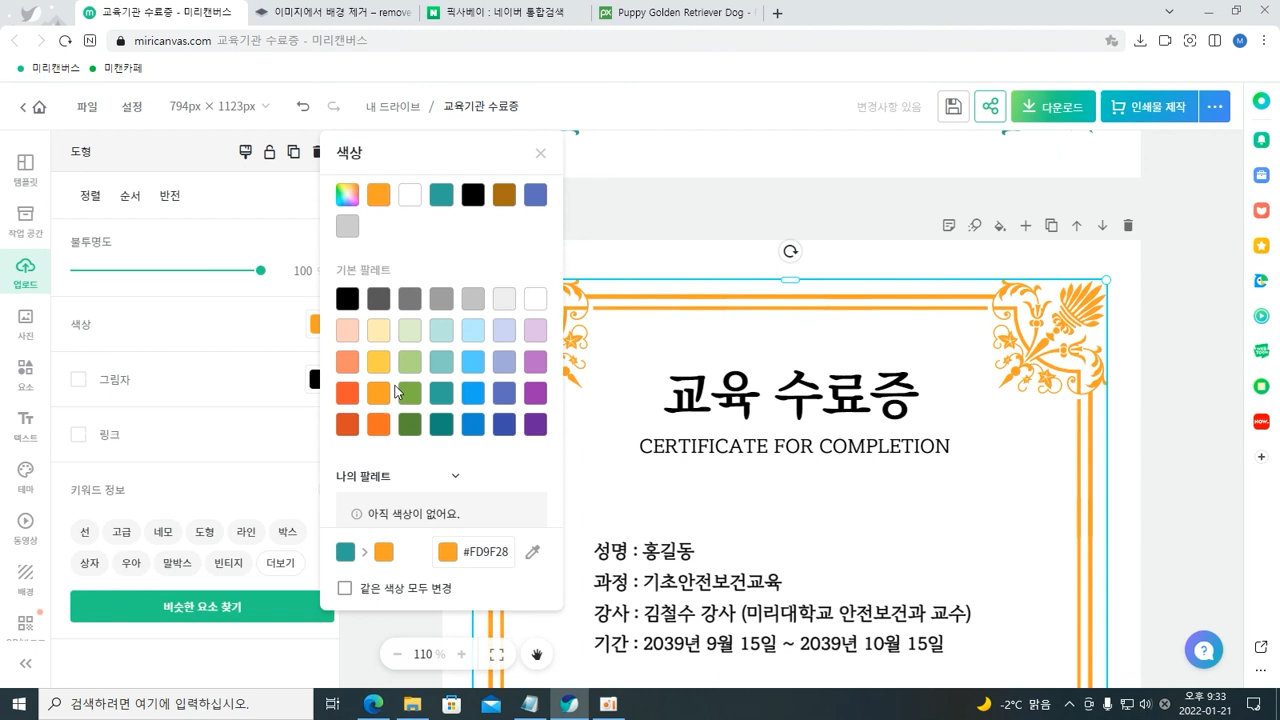 교육기관 수료증 - 미리캔버스
이미지에서 배경 제거 – remove
픽사베이 : 네이버 통합검색
Puppy Golden Retriever Dog -
miricanvas.com 교육기관 수료증 - 미리캔버스
미리캔버스
미캔카페
파일
설정
794px × 1123px
내 드라이브 / 교육기관 수료증
변경사항 있음
다운로드
인쇄물 제작
템플릿
작업 공간
업로드
사진
요소
텍스트
테마
동영상
배경
도형
정렬
순서
반전
불투명도
100
색상
그림자
링크
키워드 정보
선
고급
네모
도형
라인
박스
상자
우아
말박스
빈티지
더보기
비슷한 요소 찾기
색상
기본 팔레트
나의 팔레트
아직 색상이 없어요.
#FD9F28
같은 색상 모두 변경
교육 수료증
CERTIFICATE FOR COMPLETION
성명 : 홍길동
과정 : 기초안전보건교육
강사 : 김철수 강사 (미리대학교 안전보건과 교수)
기간 : 2039년 9월 15일 ~ 2039년 10월 15일
110 %
검색하려면 여기에 입력하십시오.
-2°C 맑음
오후 9:33
2022-01-21